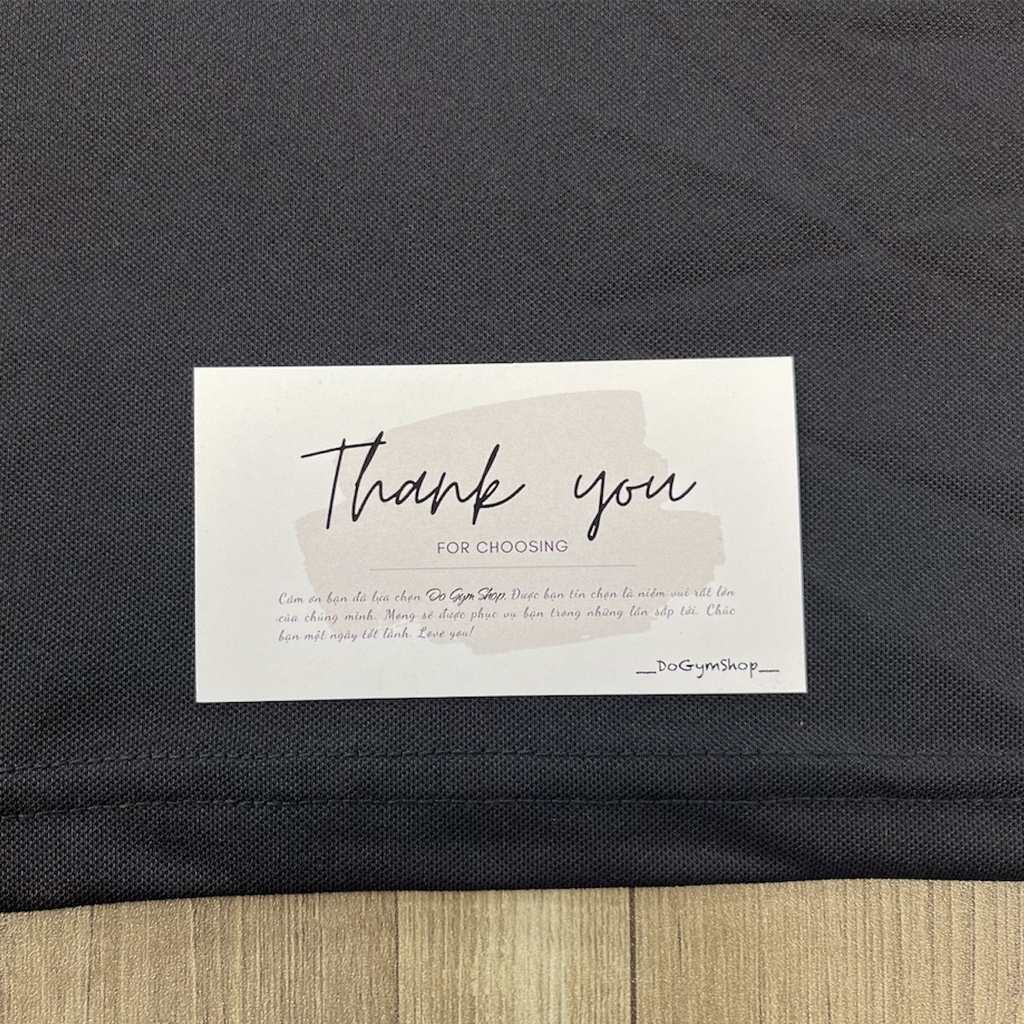 Thank you
FOR CHOOSING
Cám ơn bạn đã lựa chọn Do Gym Shop. Được bạn tin chọn là niềm vui rất lớn
của chúng mình. Mong sẽ được phục vụ bạn trong những lần sắp tới. Chúc
bạn một ngày tốt lành. Love you!
__DoGymShop__